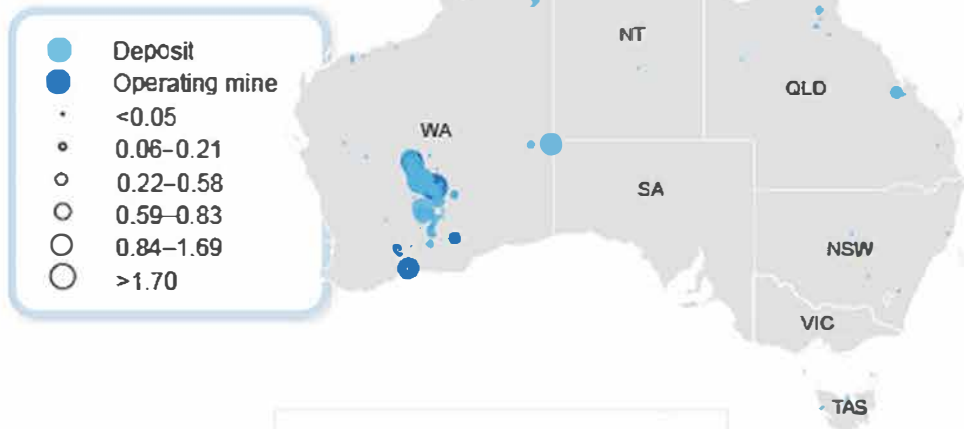 Deposit
Operating mine
<0.05
0.06–0.21
0.22–0.58
0.59–0.83
0.84–1.69
>1.70
NT
QLD
WA
SA
NSW
VIC
TAS